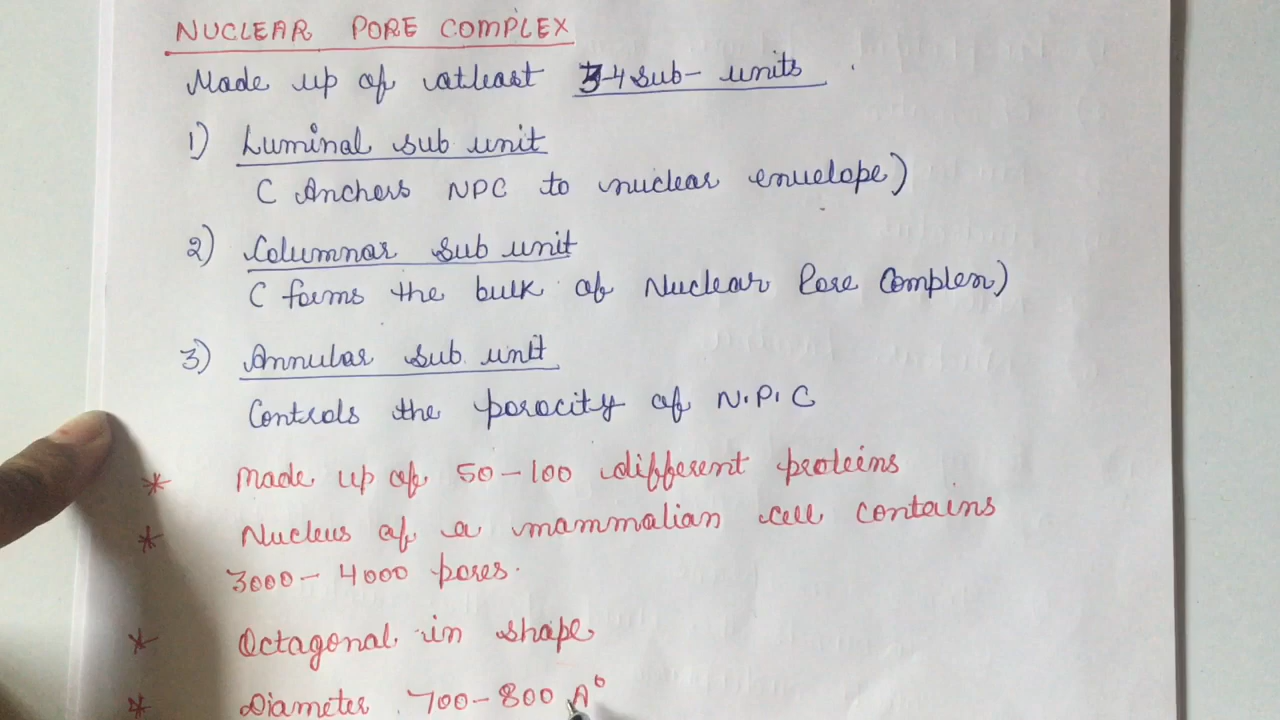 NUCLEAR PORE COMPLEX
Made up of atleast 3-4 sub-units
1) Luminal sub unit
( Anchers NPC to nuclear envelope)
2) Columnar sub unit
( forms the bulk of Nuclear Pore Complex)
3) Annular sub unit
Controls the porocity of N.P.C
* Made up of 50-100 different proteins
* Nucleus of a mammalian cell contains
3000-4000 pores.
* Octagonal in shape
* Diameter 700-800 A°